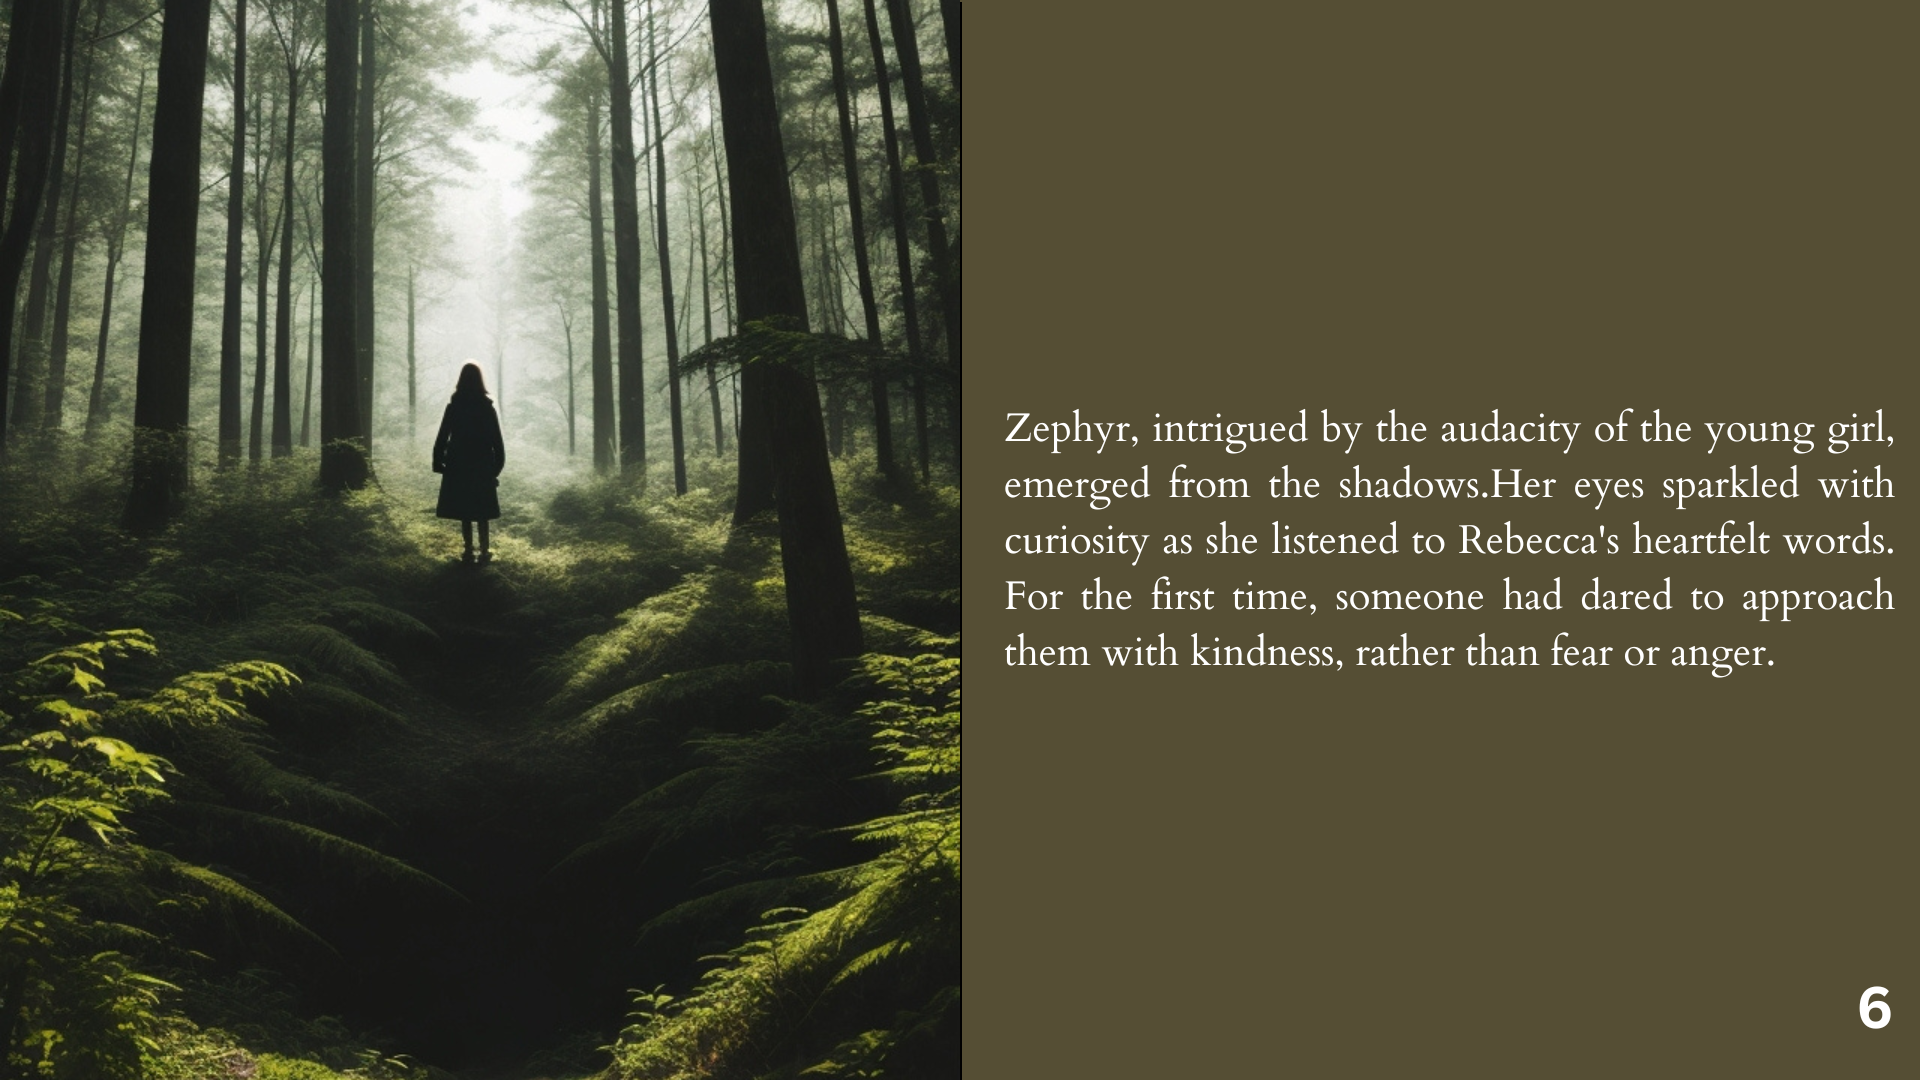 Zephyr, intrigued by the audacity of the young girl,
emerged from the shadows.Her eyes sparkled with
curiosity as she listened to Rebecca's heartfelt words.
For the first time, someone had dared to approach
them with kindness, rather than fear or anger.
6